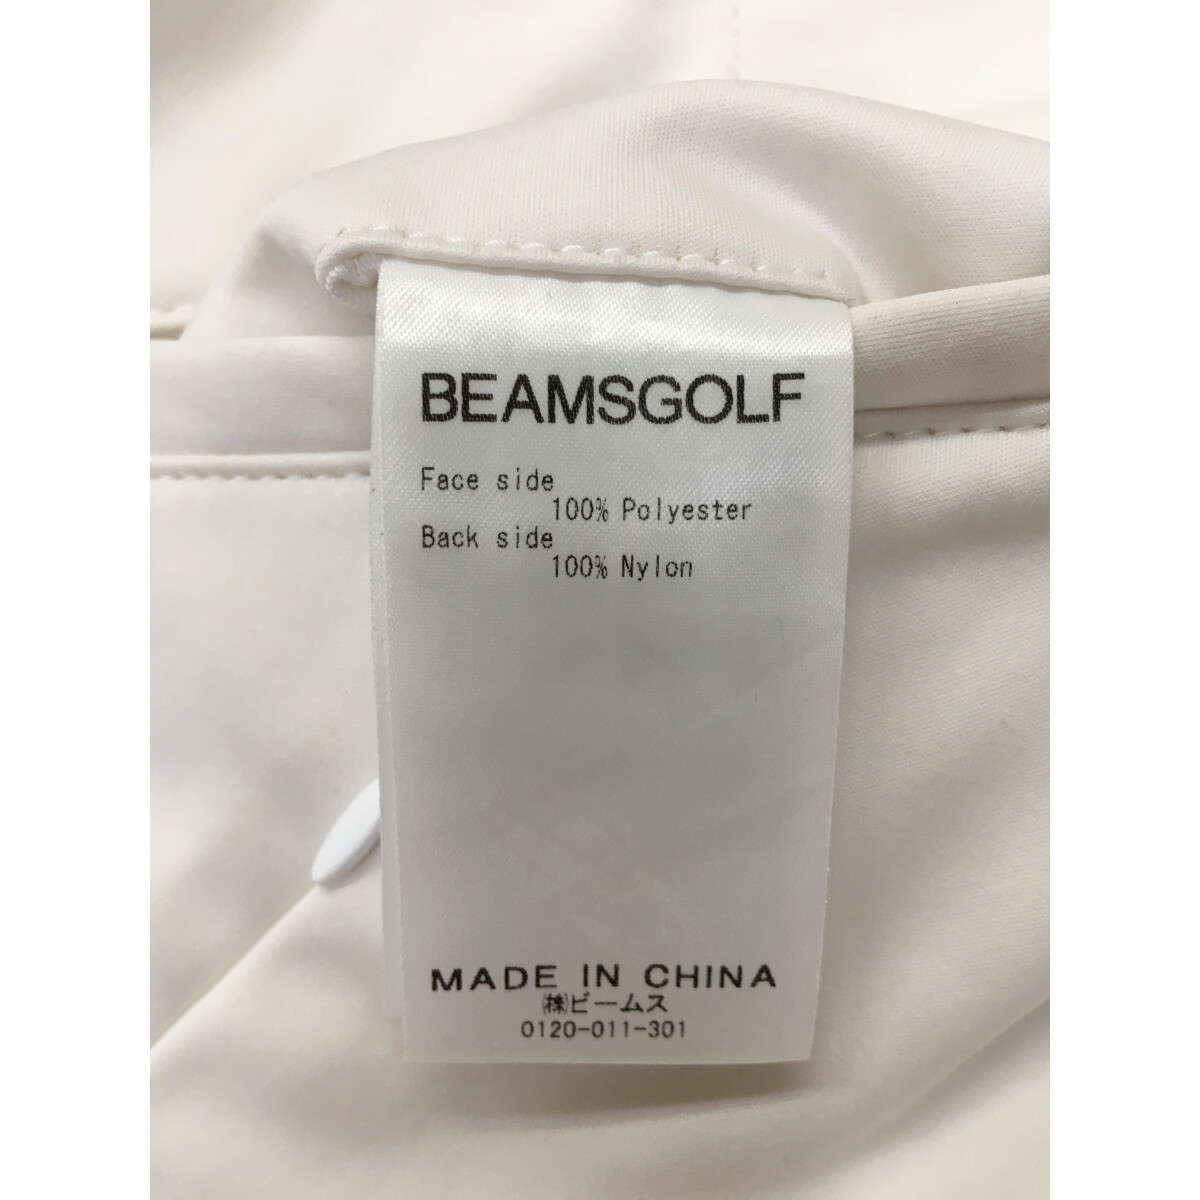 BEAMSGOLF
Face side
100% Polyester
Back side
100% Nylon
MADE IN CHINA
㈱ビームス
0120-011-301